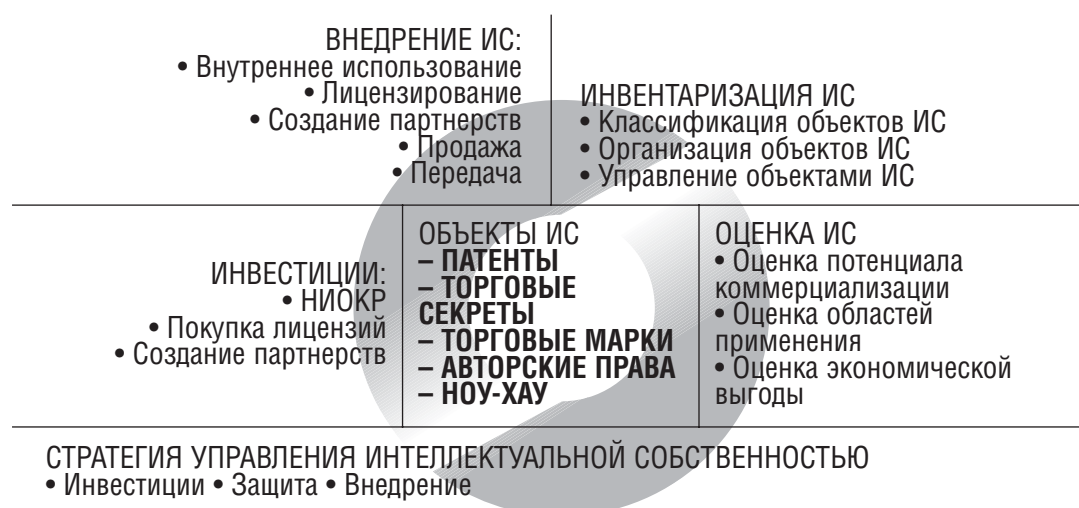 ВНЕДРЕНИЕ ИС:
• Внутреннее использование
• Лицензирование
• Создание партнерств
• Продажа
• Передача
ИНВЕНТАРИЗАЦИЯ ИС
• Классификация объектов ИС
• Организация объектов ИС
• Управление объектами ИС
ИНВЕСТИЦИИ:
• НИОКР
• Покупка лицензий
• Создание партнерств
ОБЪЕКТЫ ИС
– ПАТЕНТЫ
– ТОРГОВЫЕ
СЕКРЕТЫ
– ТОРГОВЫЕ МАРКИ
– АВТОРСКИЕ ПРАВА
– НОУ-ХАУ
ОЦЕНКА ИС
• Оценка потенциала
коммерциализации
• Оценка областей
применения
• Оценка экономической
выгоды
СТРАТЕГИЯ УПРАВЛЕНИЯ ИНТЕЛЛЕКТУАЛЬНОЙ СОБСТВЕННОСТЬЮ
• Инвестиции • Защита • Внедрение